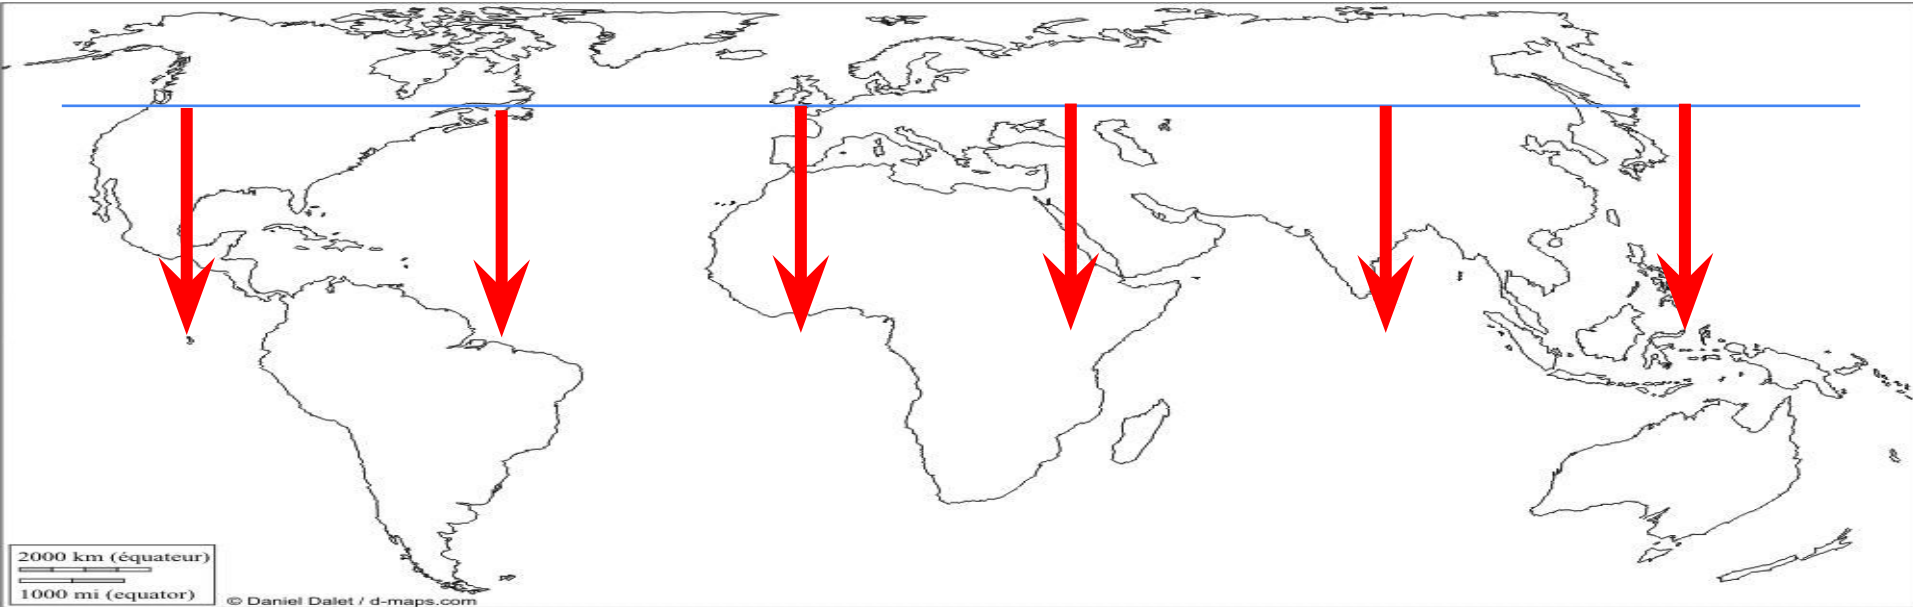 2000 km (équateur)
1000 mi (equator)
© Daniel Dalet / d-maps.com